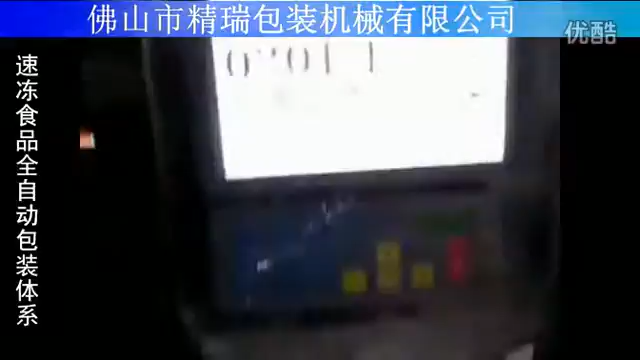 佛山市精瑞包装机械有限公司
优酷
速冻食品全自动包装体系